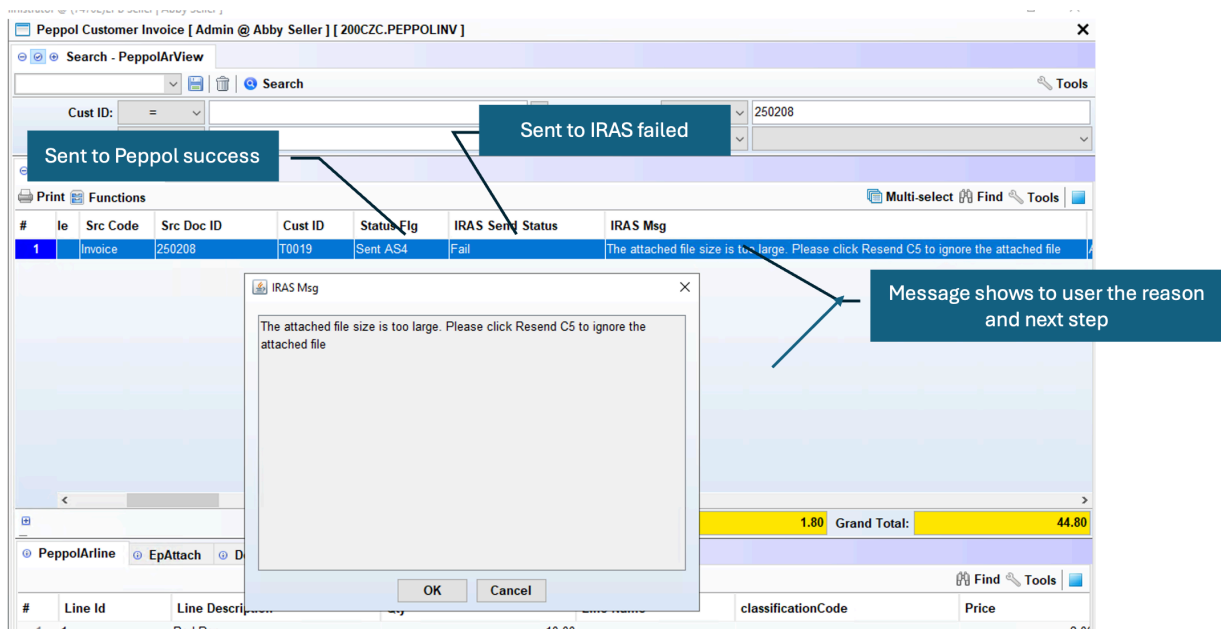 Peppol Customer Invoice [ Admin @ Abby Seller ] [ 200CZC.PEPPOLINV ]
Search - PeppolArView
Search
Tools
Cust ID:
=
250208
Sent to IRAS failed
Sent to Peppol success
Print Functions
Multi-select Find Tools
# Src Code Src Doc ID Cust ID Status Flg IRAS Send Status IRAS Msg
1 Invoice 250208 T0019 Sent AS4 Fail The attached file size is too large. Please click Resend C5 to ignore the attached file
IRAS Msg
Message shows to user the reason
and next step
The attached file size is too large. Please click Resend C5 to ignore the
attached file
1.80 Grand Total: 44.80
PeppolArline EpAttach
Find Tools
OK Cancel
# Line Id Line Description classificationCode Price